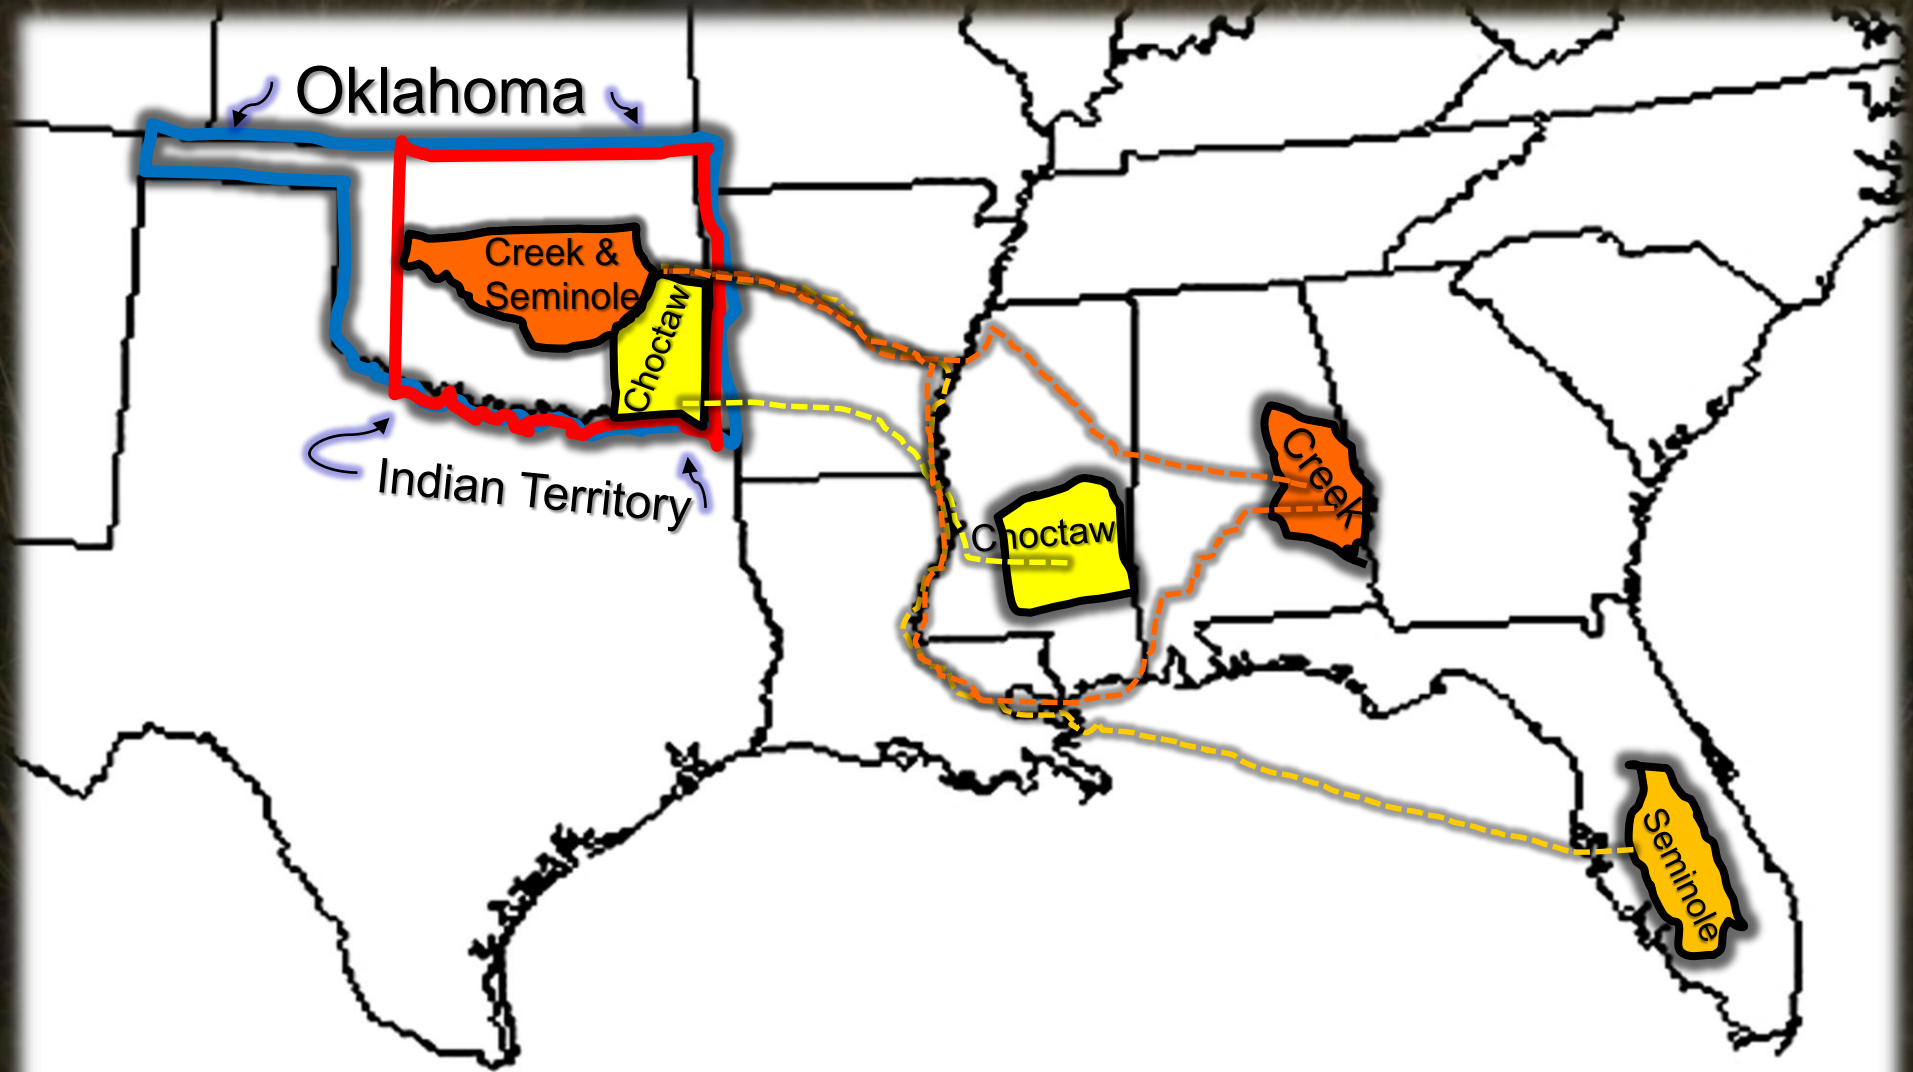 Oklahoma
Creek &
Seminole
Choctaw
Indian Territory
Choctaw
Creek
Seminole